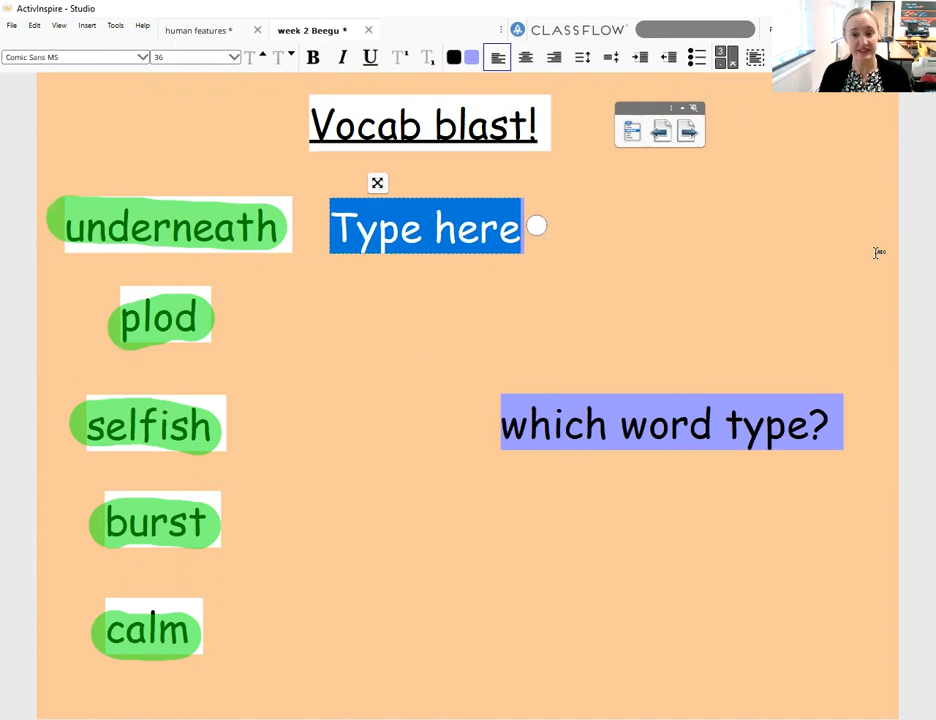 ActivInspire - Studio
File Edit View Insert Tools Help
human features *
week 2 Beegu *
CLASSFLOW
Comic Sans MS
36
B I U T T₁
Vocab blast!
underneath
Type here
plod
selfish
which word type?
burst
calm